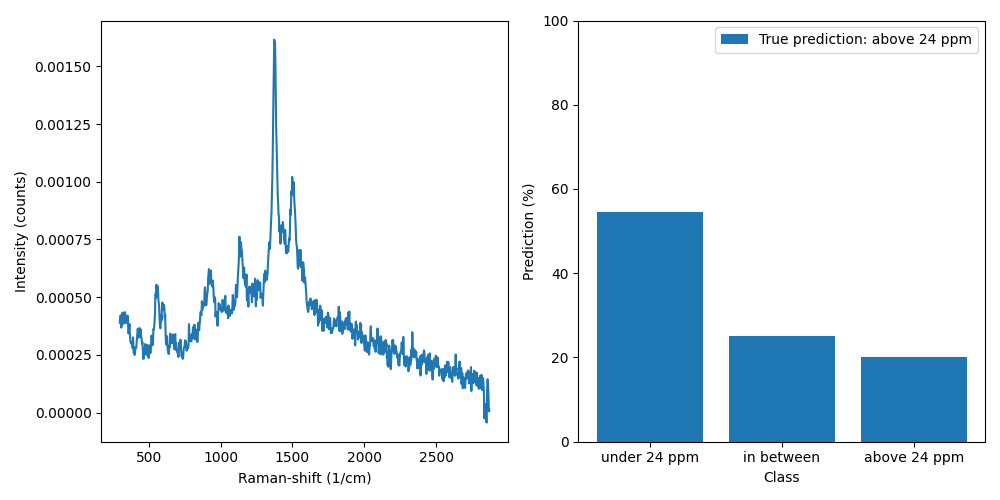 0.00150
0.00125
0.00100
0.00075
0.00050
0.00025
0.00000
Intensity (counts)
500 1000 1500 2000 2500
Raman-shift (1/cm)
100
80
60
40
20
0
Prediction (%)
True prediction: above 24 ppm
under 24 ppm in between above 24 ppm
Class